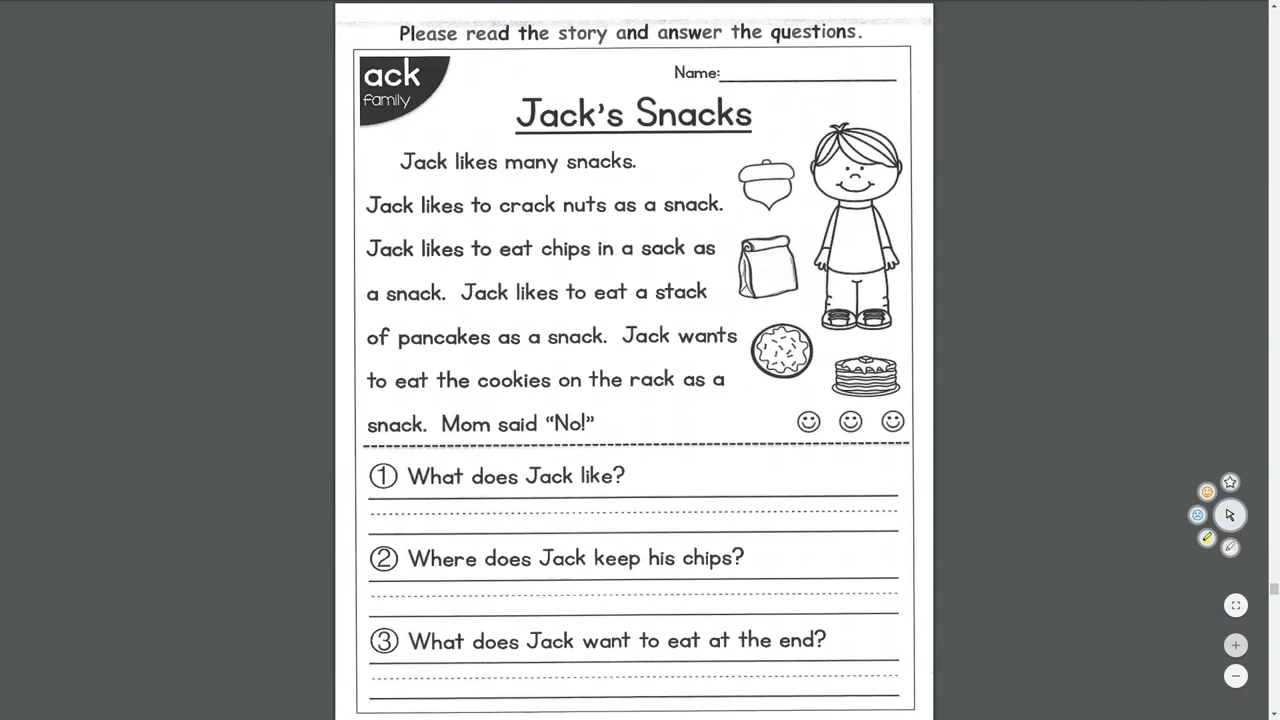 Please read the story and answer the questions.
ack
family
Name:
Jack's Snacks
Jack likes many snacks.
Jack likes to crack nuts as a snack.
Jack likes to eat chips in a sack as
a snack. Jack likes to eat a stack
of pancakes as a snack. Jack wants
to eat the cookies on the rack as a
snack. Mom said “No!”
1 What does Jack like?
2 Where does Jack keep his chips?
3 What does Jack want to eat at the end?